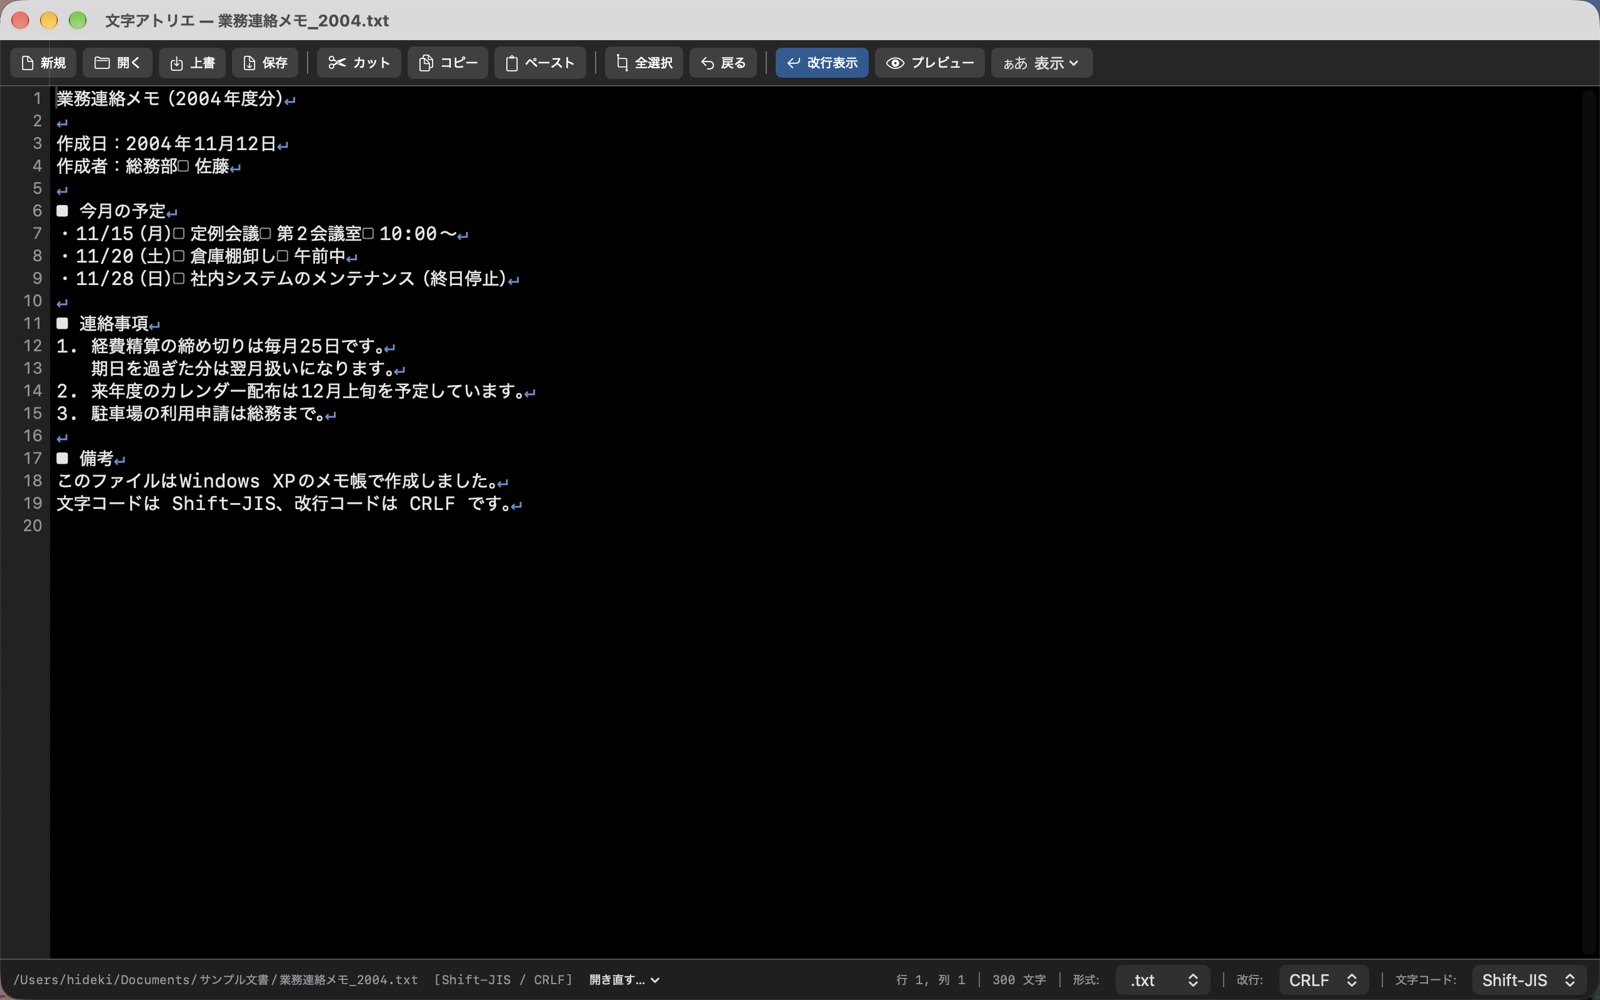 文字アトリエ — 業務連絡メモ_2004.txt
新規 開く 上書 保存 カット コピー ペースト 全選択 戻る 改行表示 プレビュー ああ 表示
1 業務連絡メモ（2004年度分）↵
2 ↵
3 作成日：2004年11月12日↵
4 作成者：総務部□佐藤↵
5 ↵
6 ■ 今月の予定↵
7 ・11/15（月）□定例会議□第２会議室□10:00～↵
8 ・11/20（土）□倉庫棚卸し□午前中↵
9 ・11/28（日）□社内システムのメンテナンス（終日停止）↵
10 ↵
11 ■ 連絡事項↵
12 1. 経費精算の締め切りは毎月25日です。↵
13 期日を過ぎた分は翌月扱いになります。↵
14 2. 来年度のカレンダー配布は12月上旬を予定しています。↵
15 3. 駐車場の利用申請は総務まで。↵
16 ↵
17 ■ 備考↵
18 このファイルはWindows XPのメモ帳で作成しました。↵
19 文字コードは Shift-JIS、改行コードは CRLF です。↵
20
/Users/hideki/Documents/サンプル文書/業務連絡メモ_2004.txt [Shift-JIS / CRLF] 開き直す... 行 1, 列 1 300 文字 形式: .txt 改行: CRLF 文字コード: Shift-JIS